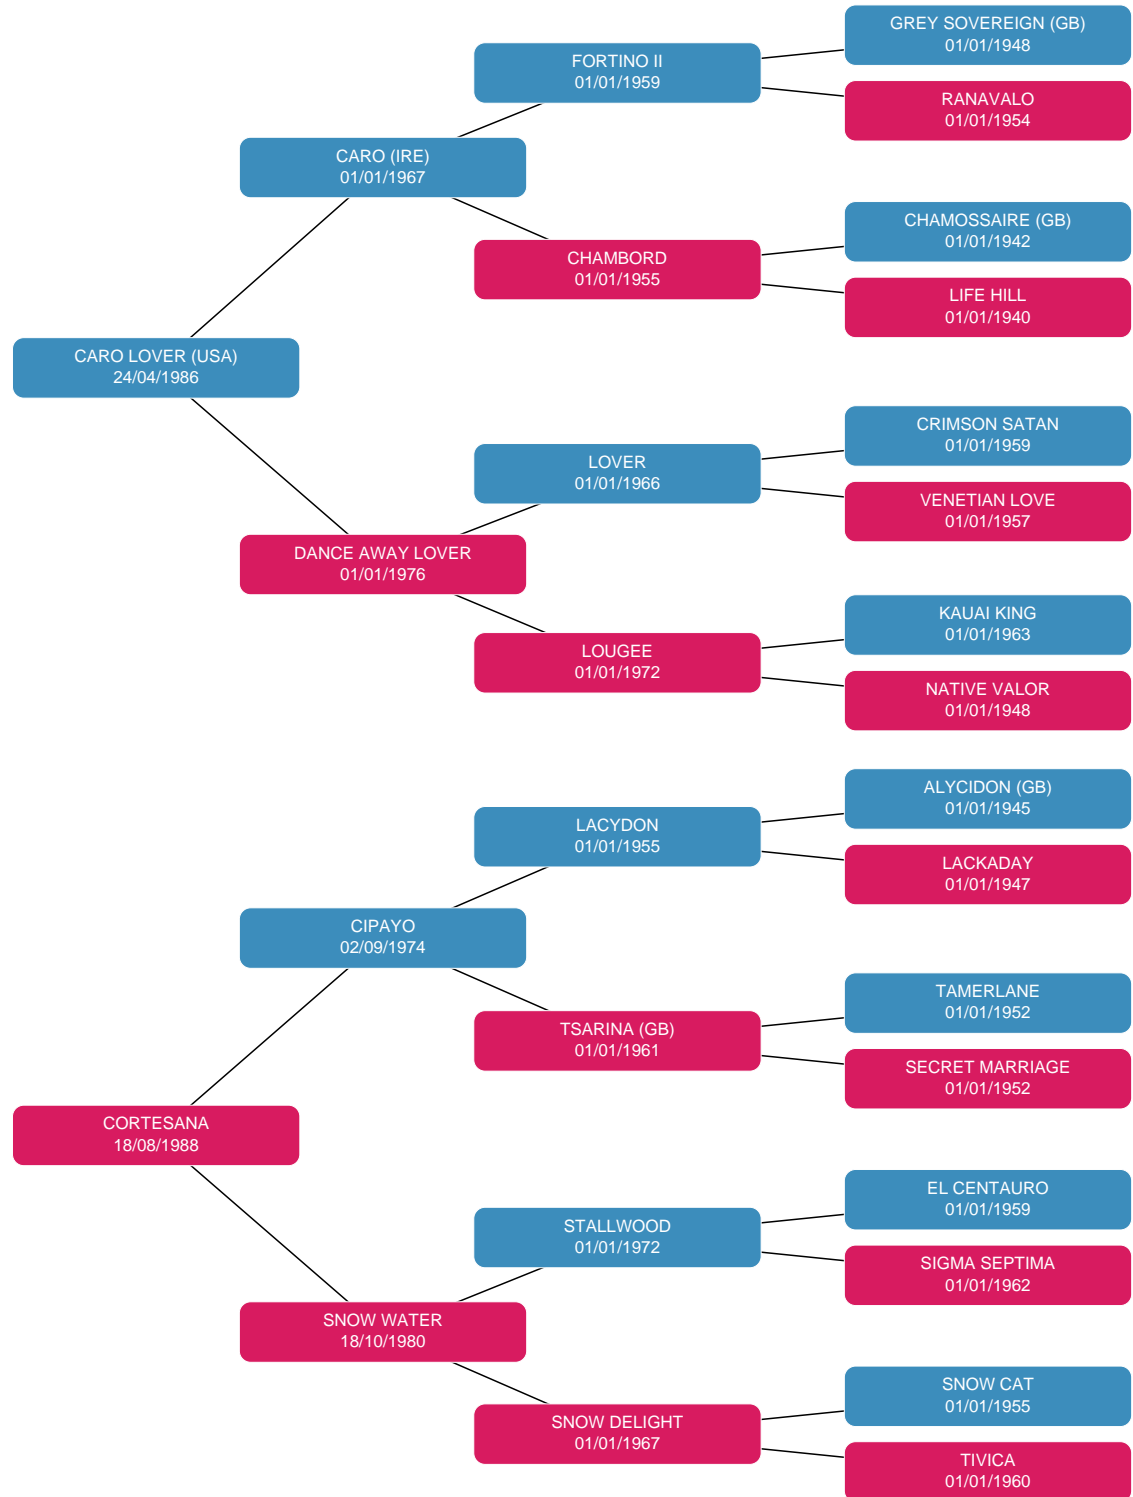 GREY SOVEREIGN (GB)
01/01/1948
FORTINO II
01/01/1959
RANAVALO
01/01/1954
CARO (IRE)
01/01/1967
CHAMOSSAIRE (GB)
01/01/1942
CHAMBORD
01/01/1955
LIFE HILL
01/01/1940
CARO LOVER (USA)
24/04/1986
CRIMSON SATAN
01/01/1959
LOVER
01/01/1966
VENETIAN LOVE
01/01/1957
DANCE AWAY LOVER
01/01/1976
KAUAI KING
01/01/1963
LOUGEE
01/01/1972
NATIVE VALOR
01/01/1948
ALYCIDON (GB)
01/01/1945
LACYDON
01/01/1955
LACKADAY
01/01/1947
CIPAYO
02/09/1974
TAMERLANE
01/01/1952
TSARINA (GB)
01/01/1961
SECRET MARRIAGE
01/01/1952
CORTESANA
18/08/1988
EL CENTAURO
01/01/1959
STALLWOOD
01/01/1972
SIGMA SEPTIMA
01/01/1962
SNOW WATER
18/10/1980
SNOW CAT
01/01/1955
SNOW DELIGHT
01/01/1967
TIVICA
01/01/1960